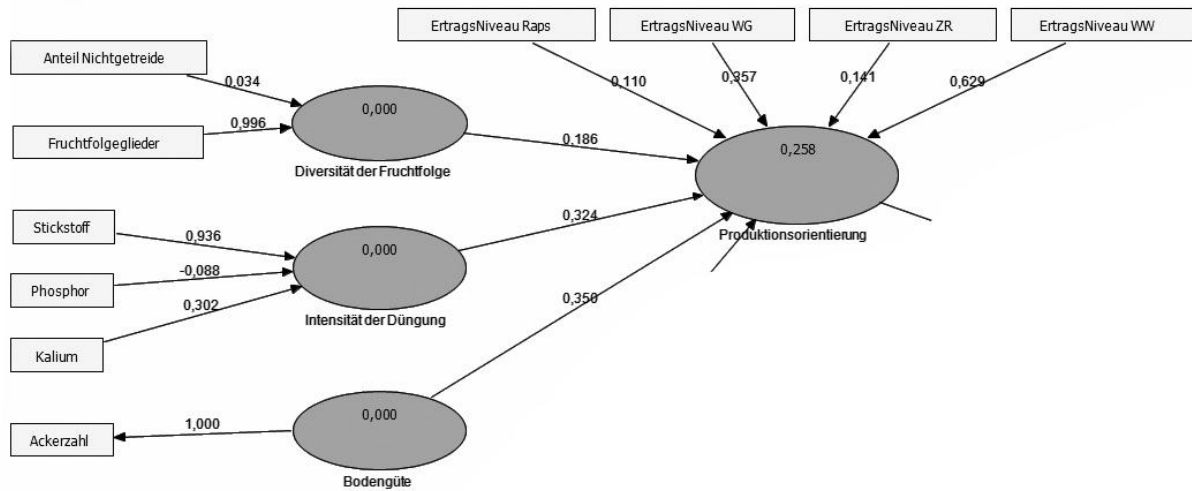 ErtragsNiveau Raps
ErtragsNiveau WG
ErtragsNiveau ZR
ErtragsNiveau WW
Anteil Nichtgetreide
0,034
0,110
0,357
0,141
0,629
0,000
Fruchtfolgeglieder
0,996
0,186
0,258
Diversität der Fruchtfolge
Stickstoff
0,936
0,324
0,000
Produktionsorientierung
Phosphor
-0,088
0,302
0,350
Intensität der Düngung
Kalium
0,000
1,000
Ackerzahl
Bodengüte